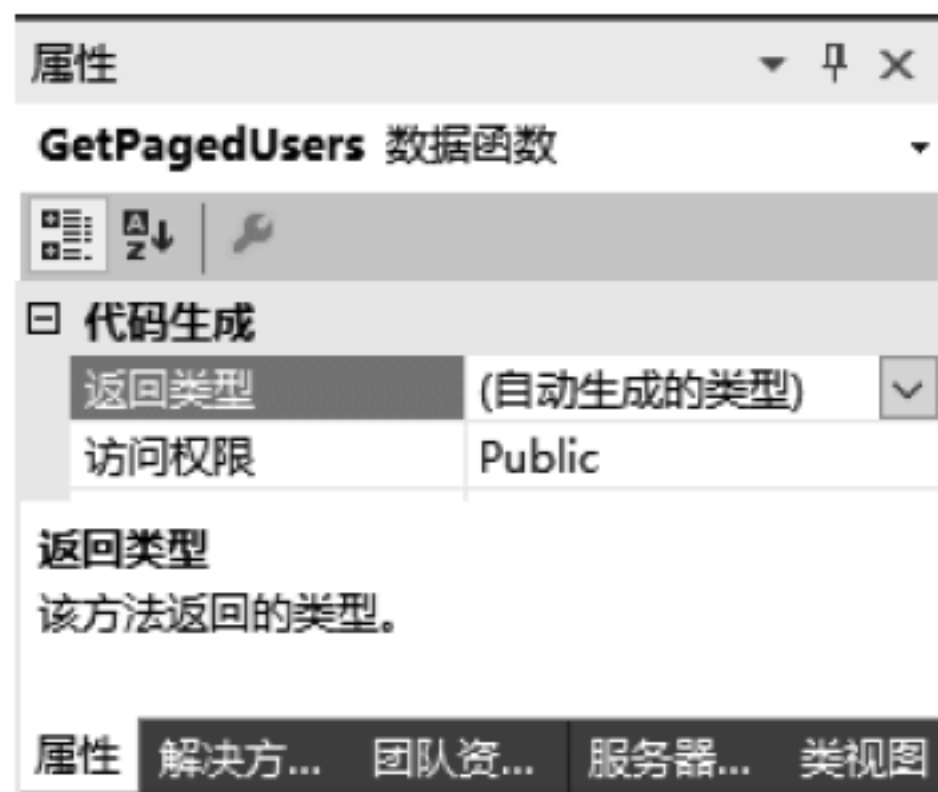 属性
GetPagedUsers 数据函数
代码生成
返回类型 (自动生成的类型)
访问权限 Public
返回类型
该方法返回的类型。
属性 解决方... 团队资... 服务器... 类视图